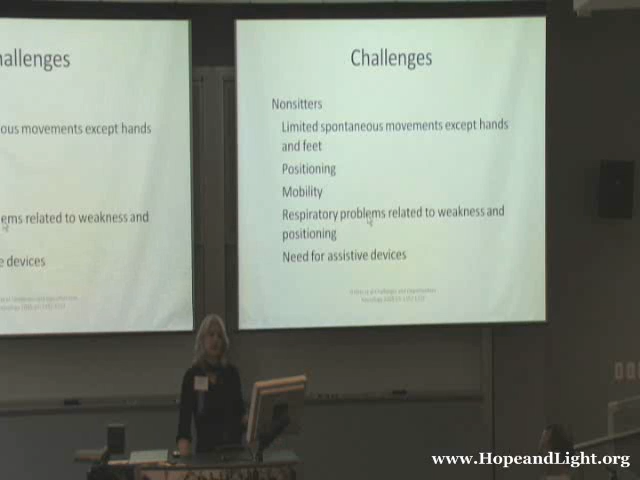 hallenges
ous movements except hands
ems related to weakness and
e devices
Challenges
Nonsitters
Limited spontaneous movements except hands
and feet
Positioning
Mobility
Respiratory problems related to weakness and
positioning
Need for assistive devices
www.HopeandLight.org